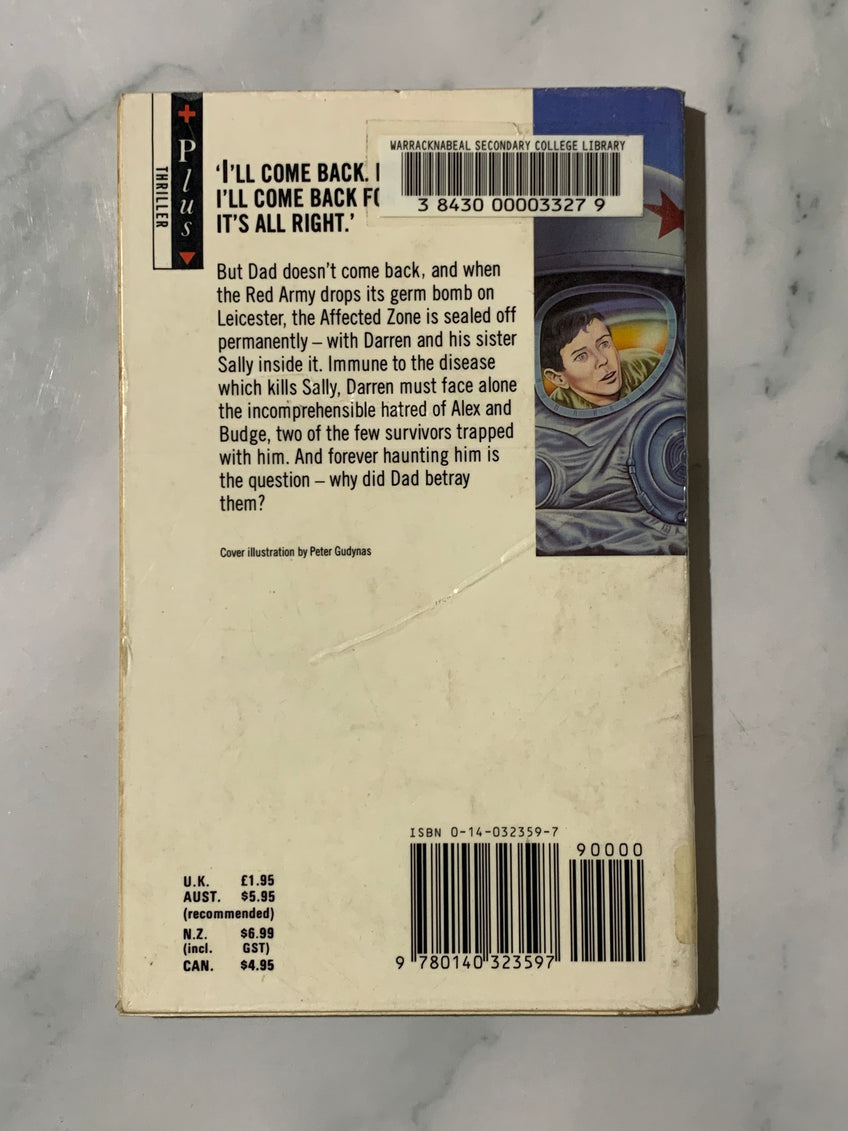 Plus
THRILLER
WARRACKNABEAL SECONDARY COLLEGE LIBRARY
3 8430 00003327 9
‘I’LL COME BACK.
I’LL COME BACK
IT’S ALL RIGHT.’
But Dad doesn’t come back, and when
the Red Army drops its germ bomb on
Leicester, the Affected Zone is sealed off
permanently – with Darren and his sister
Sally inside it. Immune to the disease
which kills Sally, Darren must face alone
the incomprehensible hatred of Alex and
Budge, two of the few survivors trapped
with him. And forever haunting him is
the question – why did Dad betray
them?
Cover illustration by Peter Gudynas
U.K. £1.95
AUST. $5.95
(recommended)
N.Z. $6.99
(incl. GST)
CAN. $4.95
ISBN 0-14-032359-7
90000
9 780140 323597